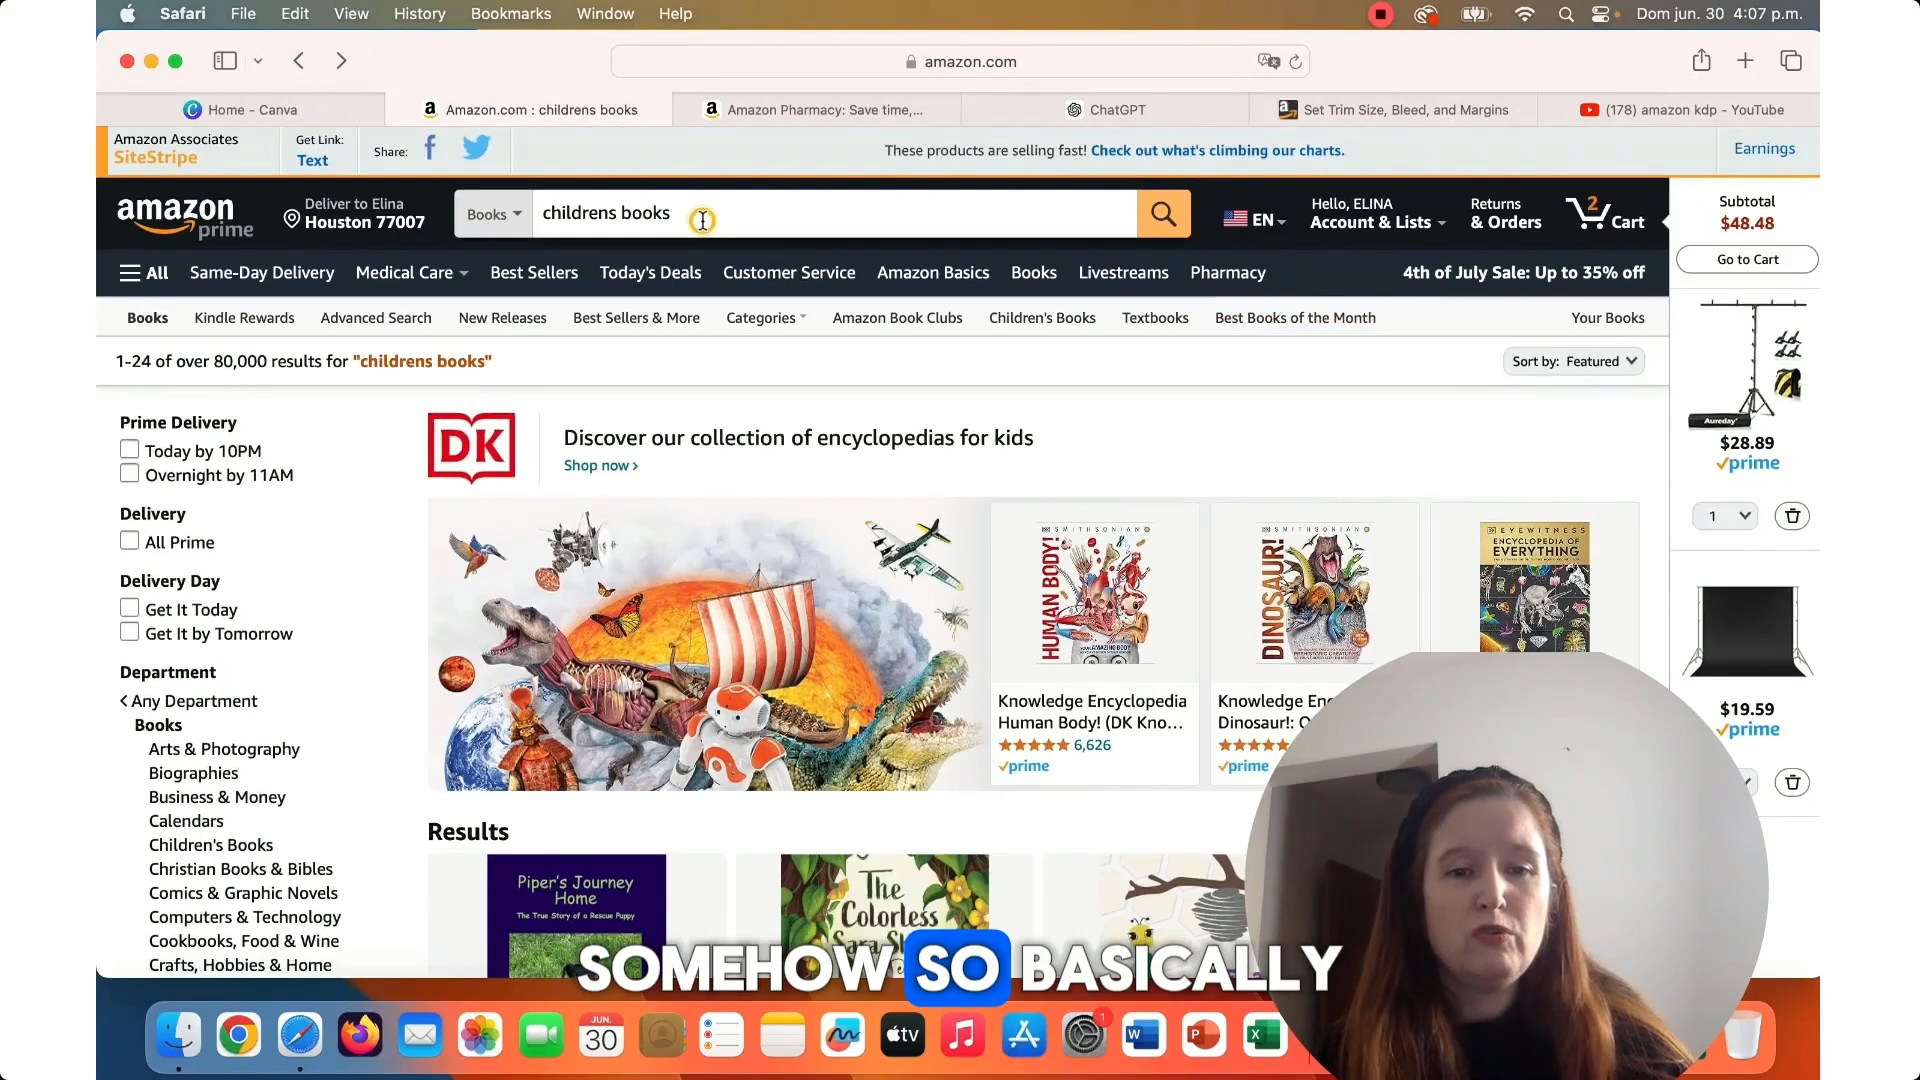 Safari File Edit View History Bookmarks Window Help Dom jun. 30 4:07 p.m.
amazon.com
Home - Canva
Amazon.com : childrens books
Amazon Pharmacy: Save time,...
ChatGPT
Set Trim Size, Bleed, and Margins
(178) amazon kdp - YouTube
Amazon Associates
SiteStripe
Get Link:
Text
Share:
These products are selling fast! Check out what's climbing our charts.
Earnings
amazon
prime
Deliver to Elina
Houston 77007
Books
childrens books
EN
Hello, ELINA
Account & Lists
Returns
& Orders
2
Cart
Subtotal
$48.48
Go to Cart
All Same-Day Delivery Medical Care Best Sellers Today's Deals Customer Service Amazon Basics Books Livestreams Pharmacy
4th of July Sale: Up to 35% off
Books Kindle Rewards Advanced Search New Releases Best Sellers & More Categories Amazon Book Clubs Children's Books Textbooks Best Books of the Month Your Books
1-24 of over 80,000 results for "childrens books"
Sort by: Featured
Prime Delivery
Today by 10PM
Overnight by 11AM
Delivery
All Prime
Delivery Day
Get It Today
Get It by Tomorrow
Department
Any Department
Books
Arts & Photography
Biographies
Business & Money
Calendars
Children's Books
Christian Books & Bibles
Comics & Graphic Novels
Computers & Technology
Cookbooks, Food & Wine
Crafts, Hobbies & Home
DK
Discover our collection of encyclopedias for kids
Shop now
SMITHSONIAN
HUMAN BODY!
Knowledge Encyclopedia
Human Body! (DK Kno...
6,626
prime
SMITHSONIAN
DINOSAUR!
Knowledge En
Dinosaur!: 
prime
EYEWITNESS
ENCYCLOPEDIA OF
EVERYTHING
Aureday
$28.89
prime
1
$19.59
prime
Results
Piper's Journey
Home
The True Story of a Rescue Puppy
The
Colorless
SOMEHOW SO BASICALLY
JUN.
30
tv
1
W
P
X